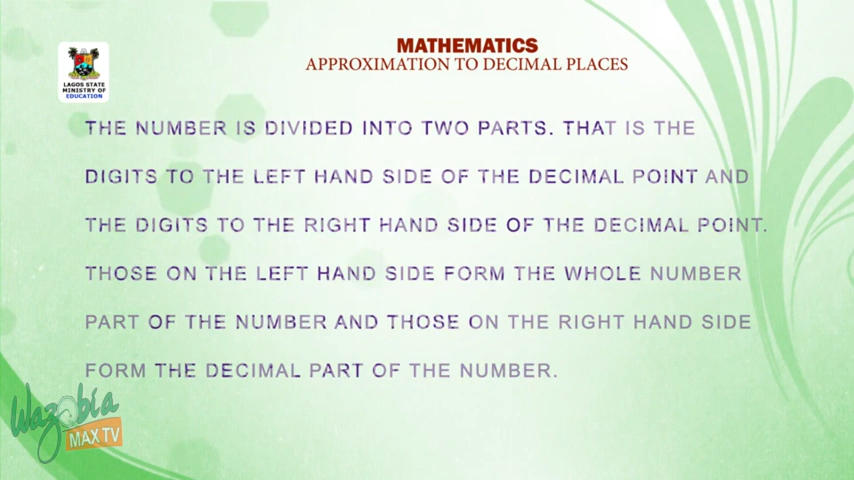 MATHEMATICS
APPROXIMATION TO DECIMAL PLACES
LAGOS STATE
MINISTRY OF
EDUCATION
THE NUMBER IS DIVIDED INTO TWO PARTS. THAT IS THE
DIGITS TO THE LEFT HAND SIDE OF THE DECIMAL POINT AND
THE DIGITS TO THE RIGHT HAND SIDE OF THE DECIMAL POINT.
THOSE ON THE LEFT HAND SIDE FORM THE WHOLE NUMBER
PART OF THE NUMBER AND THOSE ON THE RIGHT HAND SIDE
FORM THE DECIMAL PART OF THE NUMBER.
Wazobia
MAX TV